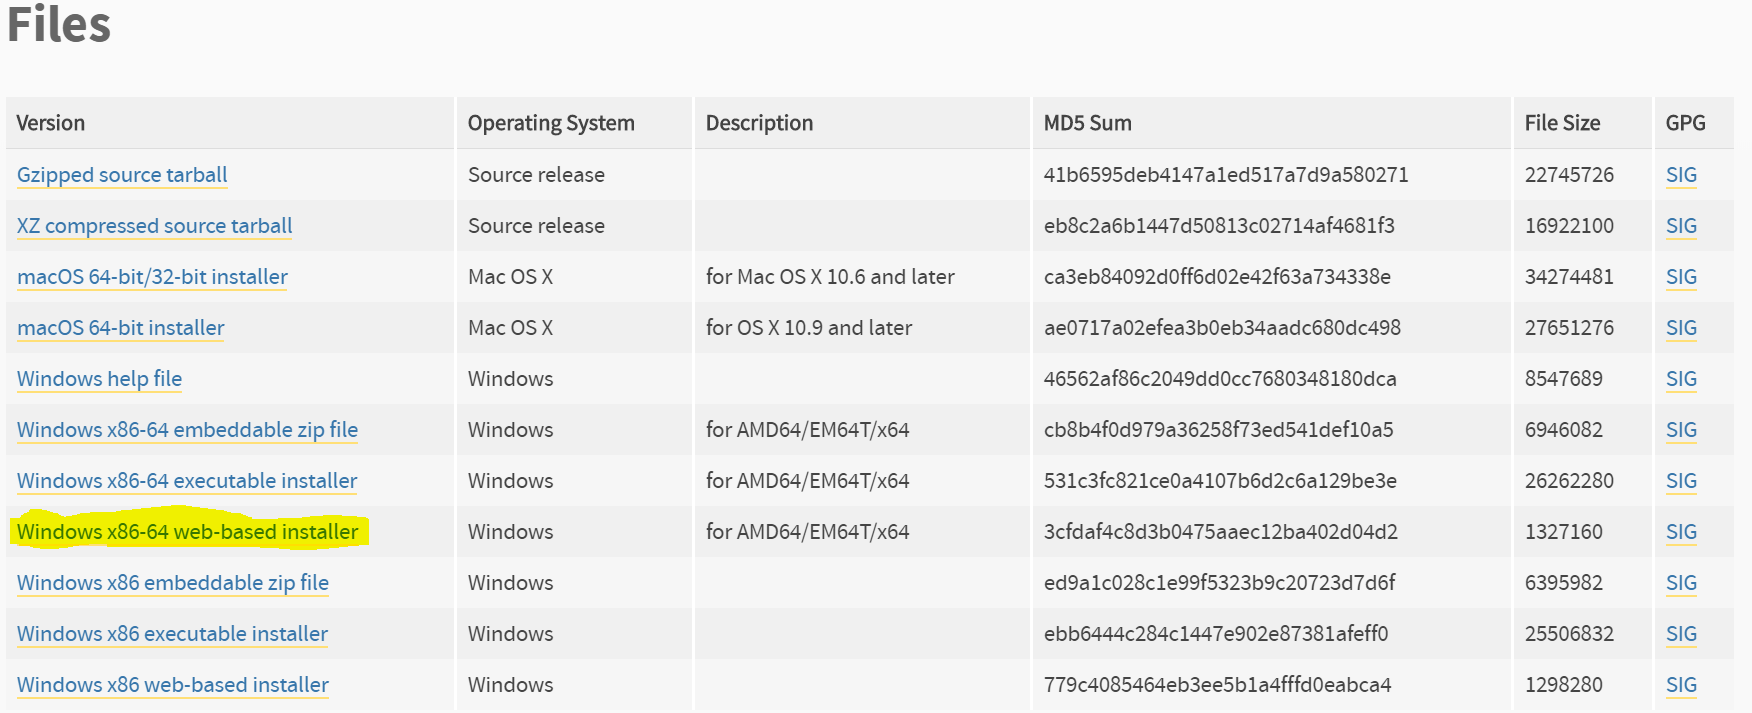 Files
Version Operating System Description MD5 Sum File Size GPG
Gzipped source tarball Source release 41b6595deb4147a1ed517a7d9a580271 22745726 SIG
XZ compressed source tarball Source release eb8c2a6b1447d50813c02714af4681f3 16922100 SIG
macOS 64-bit/32-bit installer Mac OS X for Mac OS X 10.6 and later ca3eb84092d0ff6d02e42f63a734338e 34274481 SIG
macOS 64-bit installer Mac OS X for OS X 10.9 and later ae0717a02efea3b0eb34aadc680dc498 27651276 SIG
Windows help file Windows 46562af86c2049dd0cc7680348180dca 8547689 SIG
Windows x86-64 embeddable zip file Windows for AMD64/EM64T/x64 cb8b4f0d979a36258f73ed541def10a5 6946082 SIG
Windows x86-64 executable installer Windows for AMD64/EM64T/x64 531c3fc821ce0a4107b6d2c6a129be3e 26262280 SIG
Windows x86-64 web-based installer Windows for AMD64/EM64T/x64 3cfdaf4c8d3b0475aaec12ba402d04d2 1327160 SIG
Windows x86 embeddable zip file Windows ed9a1c028c1e99f5323b9c20723d7d6f 6395982 SIG
Windows x86 executable installer Windows ebb6444c284c1447e902e87381afeff0 25506832 SIG
Windows x86 web-based installer Windows 779c4085464eb3ee5b1a4fffd0eabca4 1298280 SIG